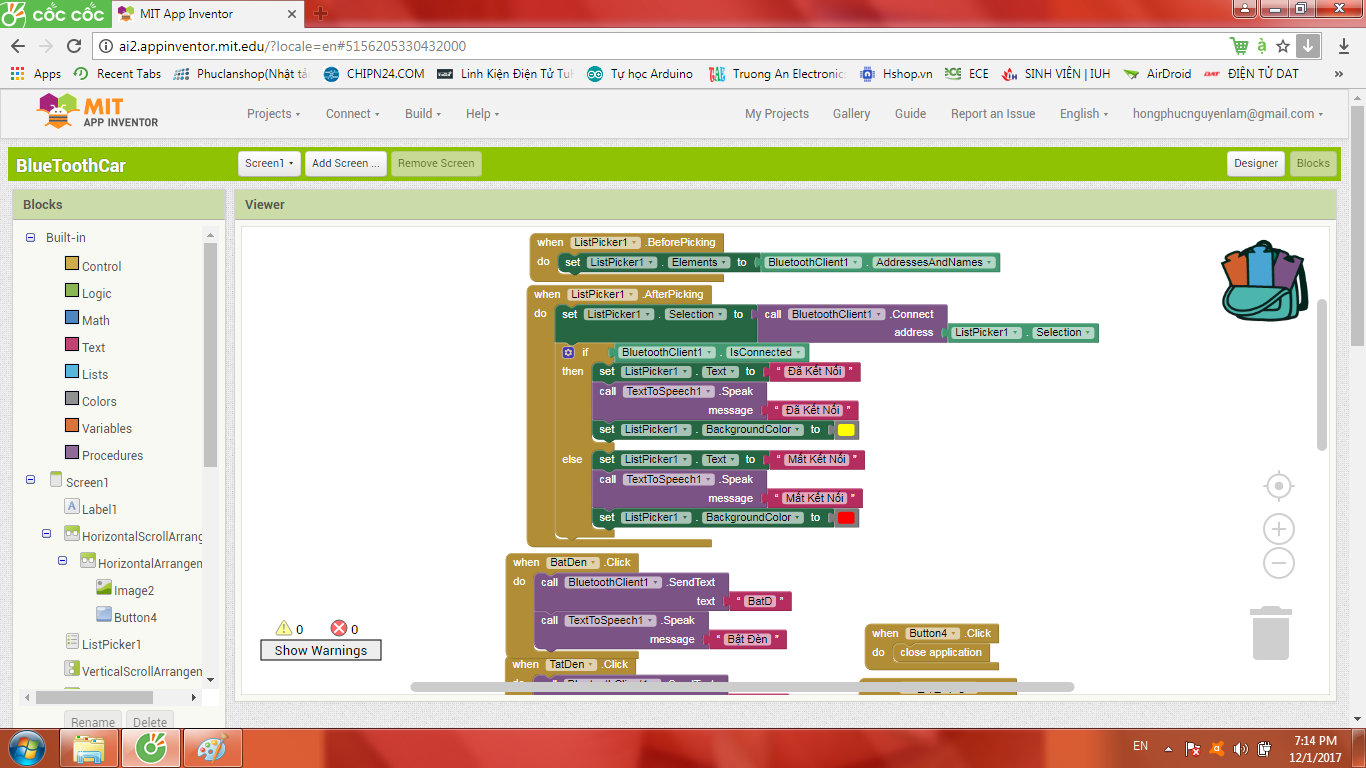 cốc cốc
MIT App Inventor
ai2.appinventor.mit.edu/?locale=en#5156205330432000
Apps Recent Tabs Phuclanshop(Nhật tả CHIPN24.COM Linh Kiện Điện Tử Tự học Arduino Truong An Electronic Hshop.vn ECE SINH VIÊN | IUH AirDroid ĐIỆN TỬ DAT »
MIT
APP INVENTOR
Projects Connect Build Help My Projects Gallery Guide Report an Issue English hongphucnguyenlam@gmail.com
BlueToothCar Screen1 Add Screen ... Remove Screen Designer Blocks
Blocks Viewer
Built-in
Control
Logic
Math
Text
Lists
Colors
Variables
Procedures
Screen1
Label1
HorizontalScrollArrang
HorizontalArrangen
Image2
Button4
ListPicker1
VerticalScrollArrangem
Rename Delete
when ListPicker1 .BeforePicking
do set ListPicker1 . Elements to BluetoothClient1 . AddressesAndNames
when ListPicker1 .AfterPicking
do set ListPicker1 . Selection to call BluetoothClient1 .Connect
address ListPicker1 . Selection
if BluetoothClient1 . IsConnected
then set ListPicker1 . Text to " Đã Kết Nối "
call TextToSpeech1 .Speak
message " Đã Kết Nối "
set ListPicker1 . BackgroundColor to
else set ListPicker1 . Text to " Mất Kết Nối "
call TextToSpeech1 .Speak
message " Mất Kết Nối "
set ListPicker1 . BackgroundColor to
when BatDen .Click
do call BluetoothClient1 .SendText
text " BatD "
call TextToSpeech1 .Speak
message " Bật Đèn "
when TatDen .Click
when Button4 .Click
do close application
0 0
Show Warnings
EN
7:14 PM
12/1/2017